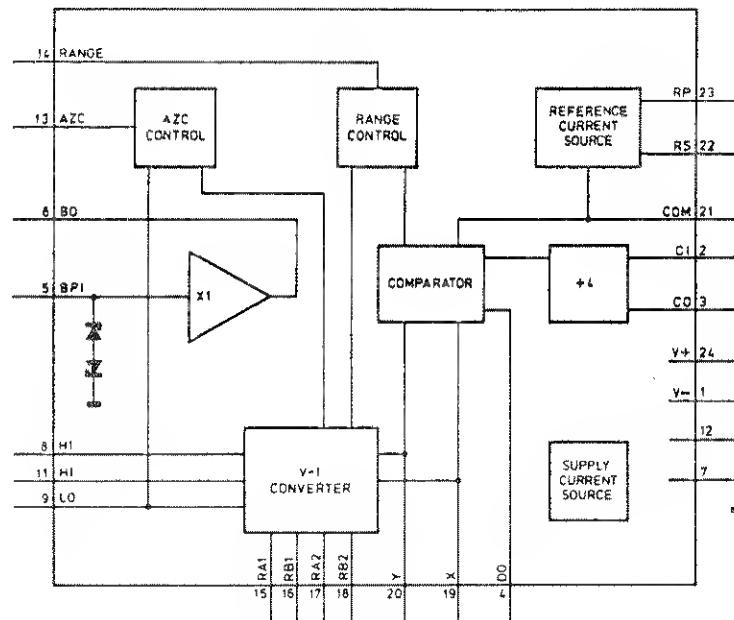 14 RANGE
RP 23
13 AZC
AZC
CONTROL
RANGE
CONTROL
REFERENCE
CURRENT
SOURCE
RS 22
6 BO
COM 21
CI 2
5 BPI
X1
COMPARATOR
÷4
CO 3
V+ 24
V− 1
12
8 HI
11 HI
9 LO
V-I
CONVERTER
SUPPLY
CURRENT
SOURCE
7
RA1
RB1
RA2
RB2
Y
X
DO
15
16
17
18
20
19
4